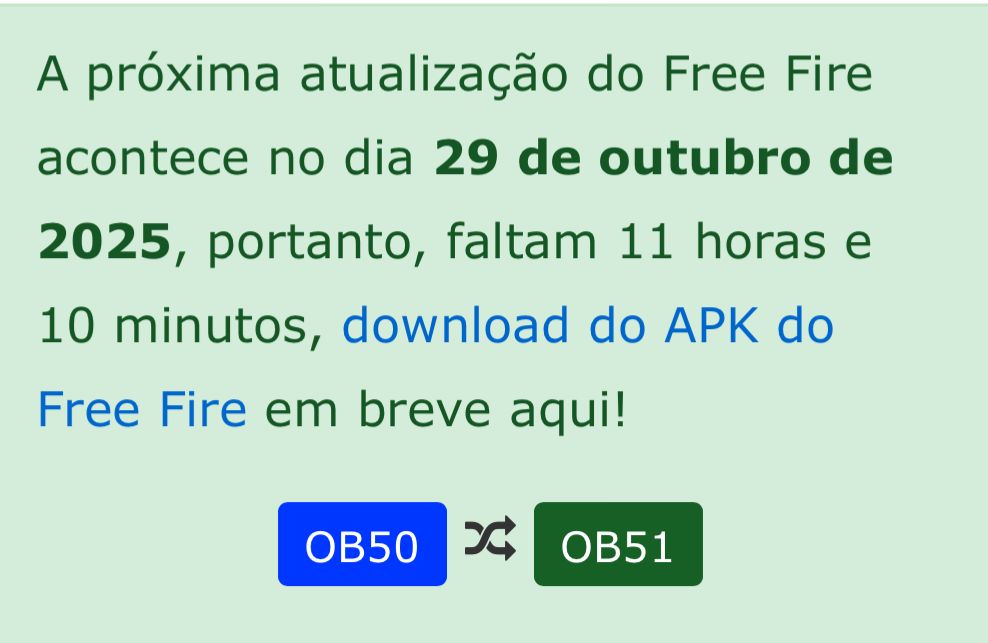 A próxima atualização do Free Fire
acontece no dia 29 de outubro de
2025, portanto, faltam 11 horas e
10 minutos, download do APK do
Free Fire em breve aqui!
OB50 OB51